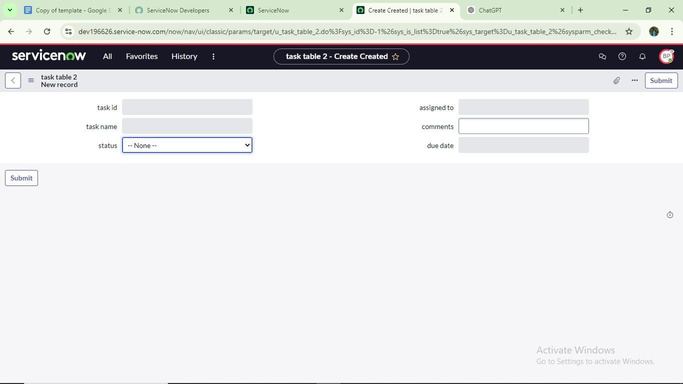 Copy of template - Google D
ServiceNow Developers
ServiceNow
Create Created | task table 2
ChatGPT
dev196626.service-now.com/now/nav/ui/classic/params/target/u_task_table_2.do%3Fsys_id%3D-1%26sys_is_list%3Dtrue%26sys_target%3Du_task_table_2%26sysparm_check...
servicenow All Favorites History task table 2 - Create Created BP
task table 2
New record
Submit
task id
assigned to
task name
comments
status -- None --
due date
Submit
Activate Windows
Go to Settings to activate Windows.